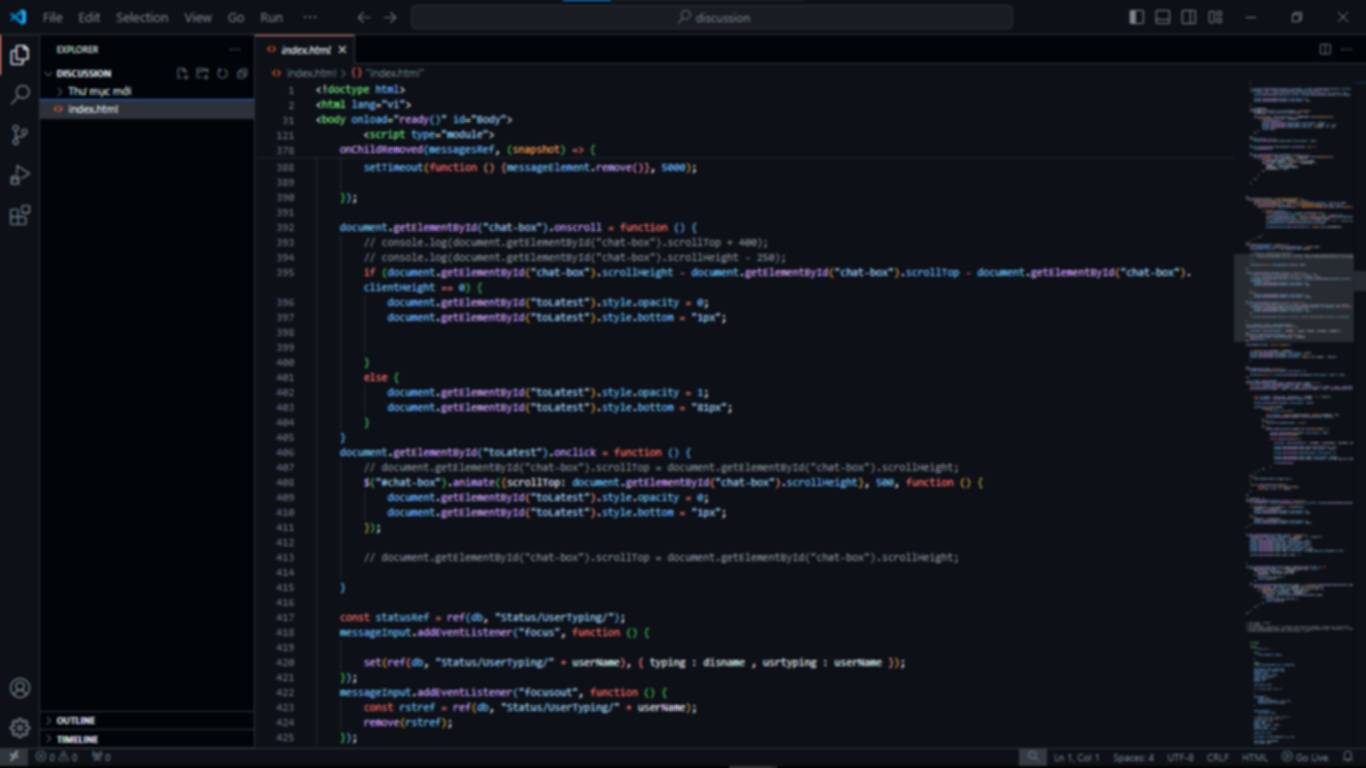 File Edit Selection View Go Run ··· discussion
EXPLORER ···
index.html
DISCUSSION
index.html > "index.html"
Thư mục mới
index.html
1 <!doctype html>
2 <html lang="vi">
31 <body onload="ready()" id="Body">
121 <script type="module">
378 onChildRemoved(messagesRef, (snapshot) => {
388 setTimeout(function () {messageElement.remove()}, 5000);
389
390 });
391
392 document.getElementById("chat-box").onscroll = function () {
393 // console.log(document.getElementById("chat-box").scrollTop + 400);
394 // console.log(document.getElementById("chat-box").scrollHeight - 250);
395 if (document.getElementById("chat-box").scrollHeight - document.getElementById("chat-box").scrollTop - document.getElementById("chat-box").
clientHeight == 0) {
396 document.getElementById("toLatest").style.opacity = 0;
397 document.getElementById("toLatest").style.bottom = "1px";
398
399
400 }
401 else {
402 document.getElementById("toLatest").style.opacity = 1;
403 document.getElementById("toLatest").style.bottom = "81px";
404 }
405 }
406 document.getElementById("toLatest").onclick = function () {
407 // document.getElementById("chat-box").scrollTop = document.getElementById("chat-box").scrollHeight;
408 $("#chat-box").animate({scrollTop: document.getElementById("chat-box").scrollHeight}, 500, function () {
409 document.getElementById("toLatest").style.opacity = 0;
410 document.getElementById("toLatest").style.bottom = "1px";
411 });
412
413 // document.getElementById("chat-box").scrollTop = document.getElementById("chat-box").scrollHeight;
414
415 }
416
417 const statusRef = ref(db, "Status/UserTyping/");
418 messageInput.addEventListener("focus", function () {
419
420 set(ref(db, "Status/UserTyping/" + userName), { typing : disname , usrtyping : userName });
421 });
422 messageInput.addEventListener("focusout", function () {
423 const rstref = ref(db, "Status/UserTyping/" + userName);
424 remove(rstref);
425 });
OUTLINE
TIMELINE
0 0 0 Ln 1, Col 1 Spaces: 4 UTF-8 CRLF HTML Go Live